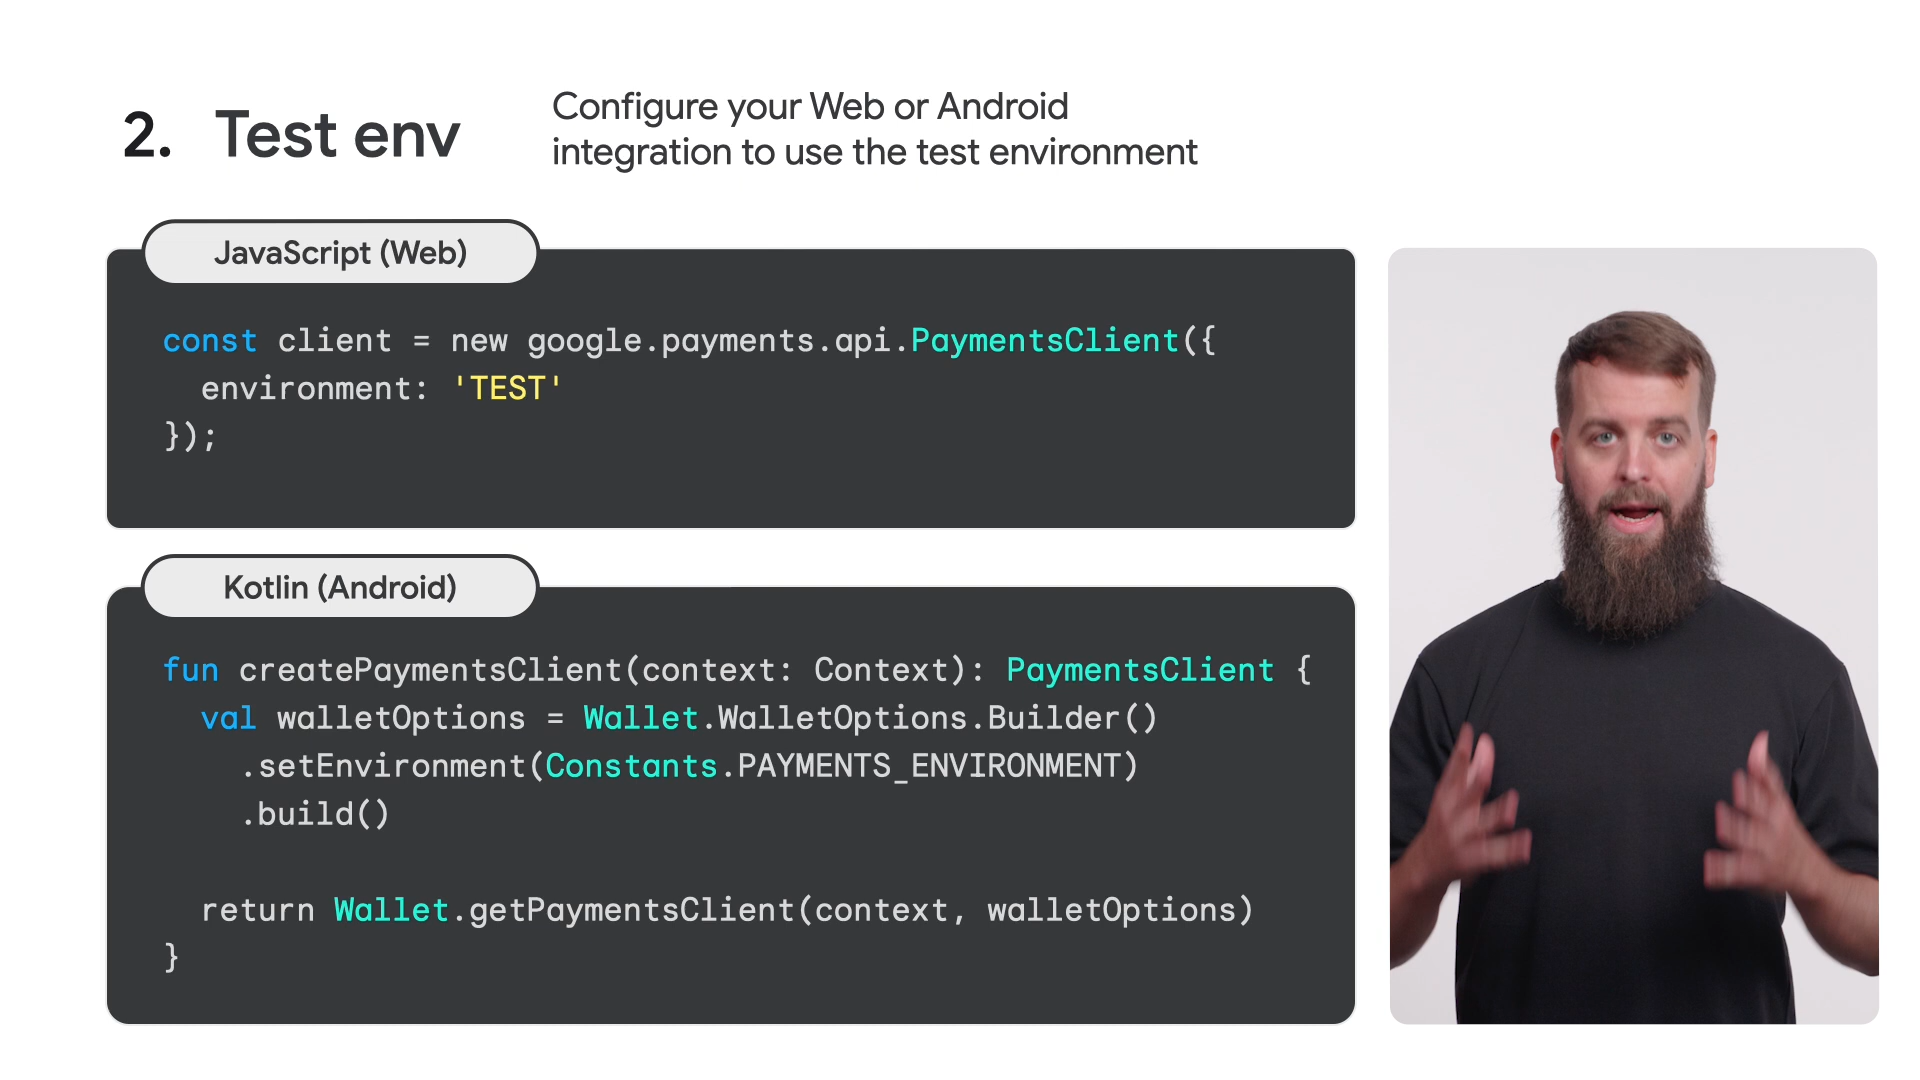 2. Test env
Configure your Web or Android
integration to use the test environment
JavaScript (Web)
const client = new google.payments.api.PaymentsClient({
  environment: 'TEST'
});
Kotlin (Android)
fun createPaymentsClient(context: Context): PaymentsClient {
  val walletOptions = Wallet.WalletOptions.Builder()
    .setEnvironment(Constants.PAYMENTS_ENVIRONMENT)
    .build()
  return Wallet.getPaymentsClient(context, walletOptions)
}